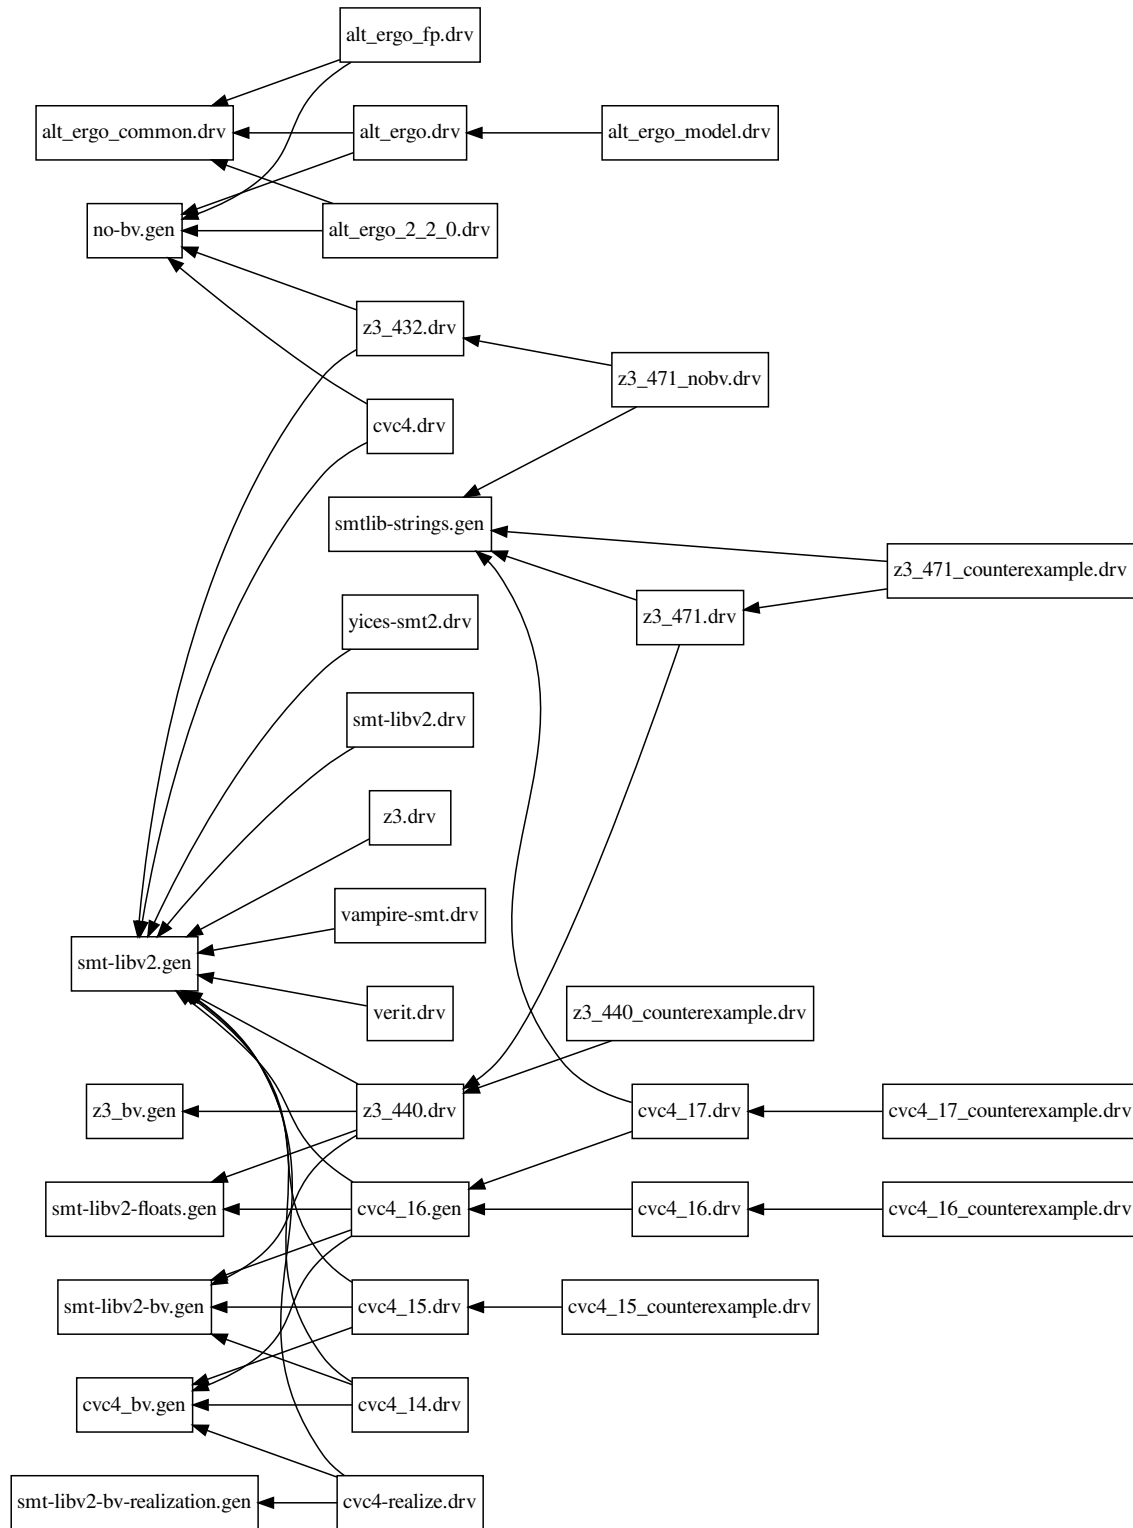 alt_ergo_fp.drv
alt_ergo_common.drv
alt_ergo.drv
alt_ergo_model.drv
no-bv.gen
alt_ergo_2_2_0.drv
z3_432.drv
z3_471_nobv.drv
cvc4.drv
smtlib-strings.gen
z3_471_counterexample.drv
yices-smt2.drv
z3_471.drv
smt-libv2.drv
z3.drv
vampire-smt.drv
smt-libv2.gen
verit.drv
z3_440_counterexample.drv
z3_bv.gen
z3_440.drv
cvc4_17.drv
cvc4_17_counterexample.drv
smt-libv2-floats.gen
cvc4_16.gen
cvc4_16.drv
cvc4_16_counterexample.drv
smt-libv2-bv.gen
cvc4_15.drv
cvc4_15_counterexample.drv
cvc4_bv.gen
cvc4_14.drv
smt-libv2-bv-realization.gen
cvc4-realize.drv